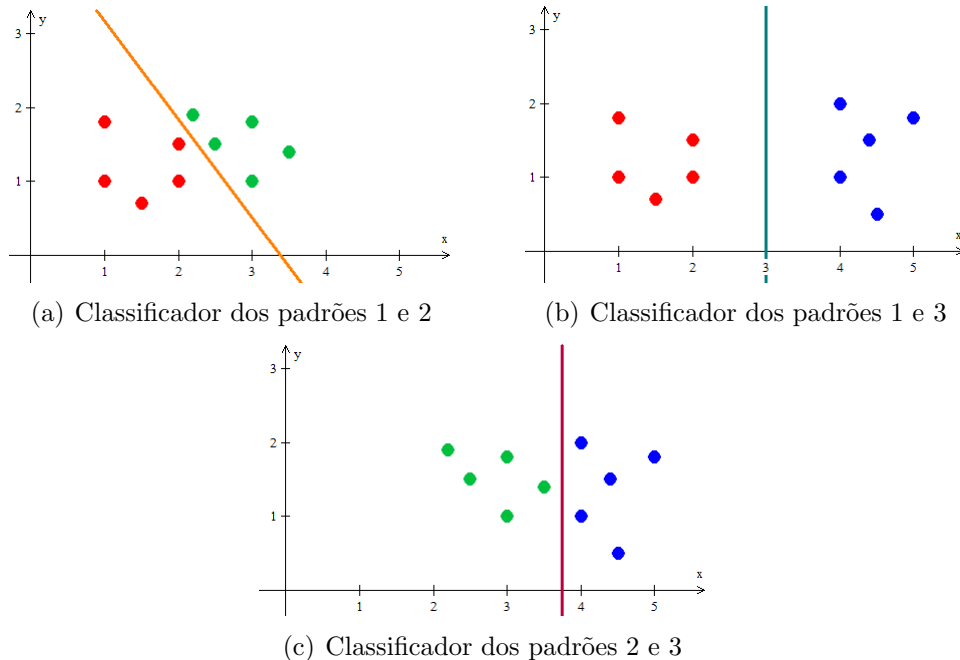 y
3
2
1
x
1 2 3 4 5
(a) Classificador dos padrões 1 e 2
y
3
2
1
x
1 2 3 4 5
(b) Classificador dos padrões 1 e 3
y
3
2
1
x
1 2 3 4 5
(c) Classificador dos padrões 2 e 3